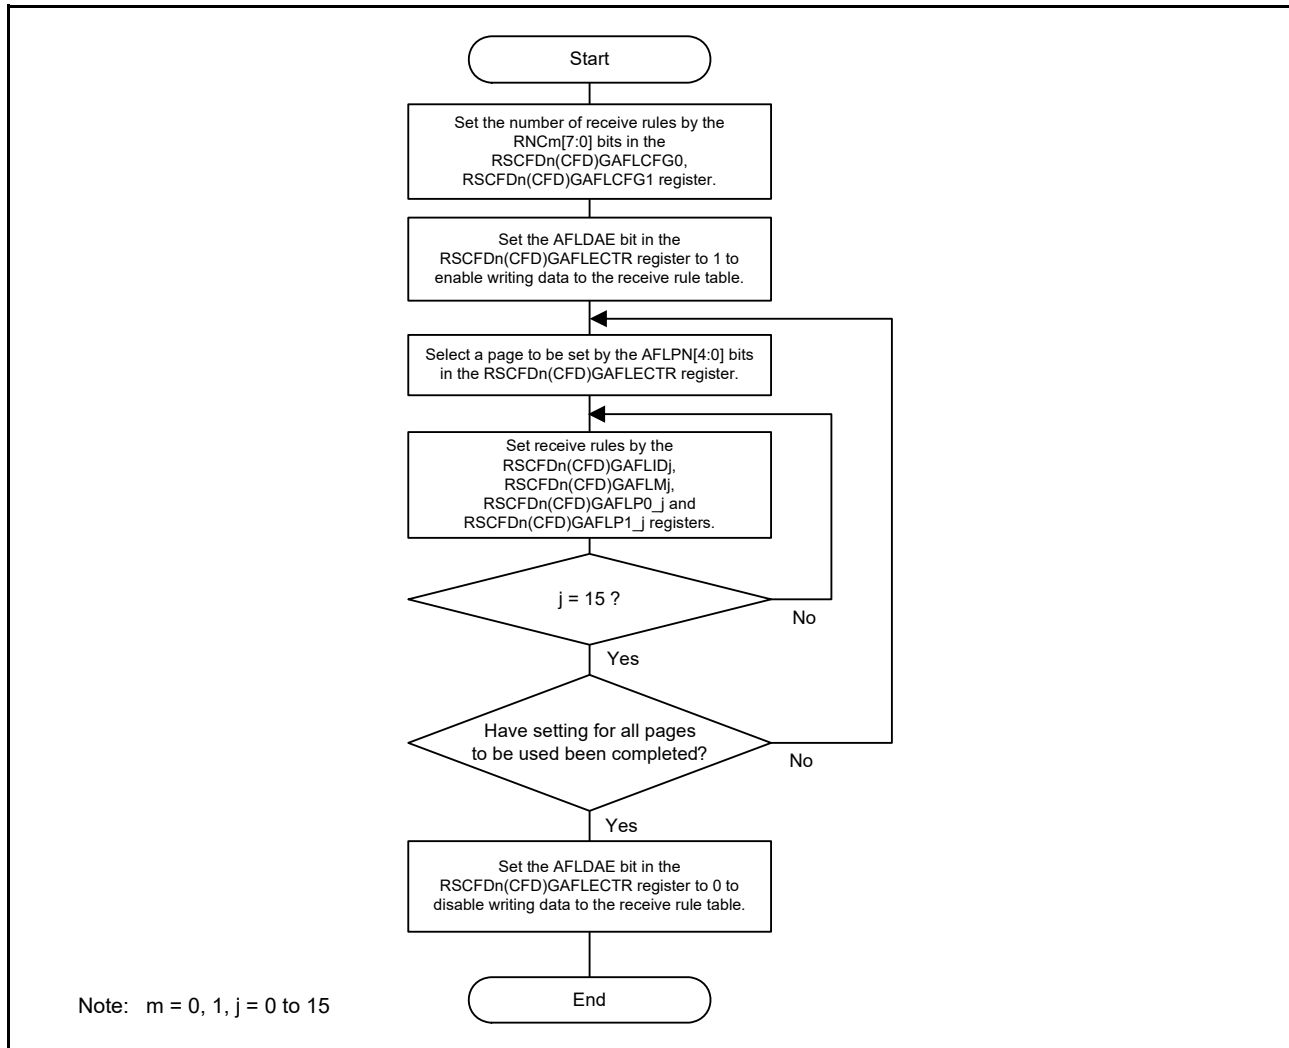 Start
Set the number of receive rules by the
RNCm[7:0] bits in the
RSCFDn(CFD)GAFLCFG0,
RSCFDn(CFD)GAFLCFG1 register.
Set the AFLDAE bit in the
RSCFDn(CFD)GAFLECTR register to 1 to
enable writing data to the receive rule table.
Select a page to be set by the AFLPN[4:0] bits
in the RSCFDn(CFD)GAFLECTR register.
Set receive rules by the
RSCFDn(CFD)GAFLIDj,
RSCFDn(CFD)GAFLMj,
RSCFDn(CFD)GAFLP0_j and
RSCFDn(CFD)GAFLP1_j registers.
j = 15 ?
No
Yes
Have setting for all pages
to be used been completed?
No
Yes
Set the AFLDAE bit in the
RSCFDn(CFD)GAFLECTR register to 0 to
disable writing data to the receive rule table.
End
Note: m = 0, 1, j = 0 to 15